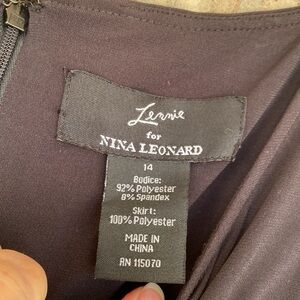 Lennie
for
NINA LEONARD
14
Bodice:
92% Polyester
8% Spandex
Skirt:
100% Polyester
MADE IN
CHINA
RN 115070